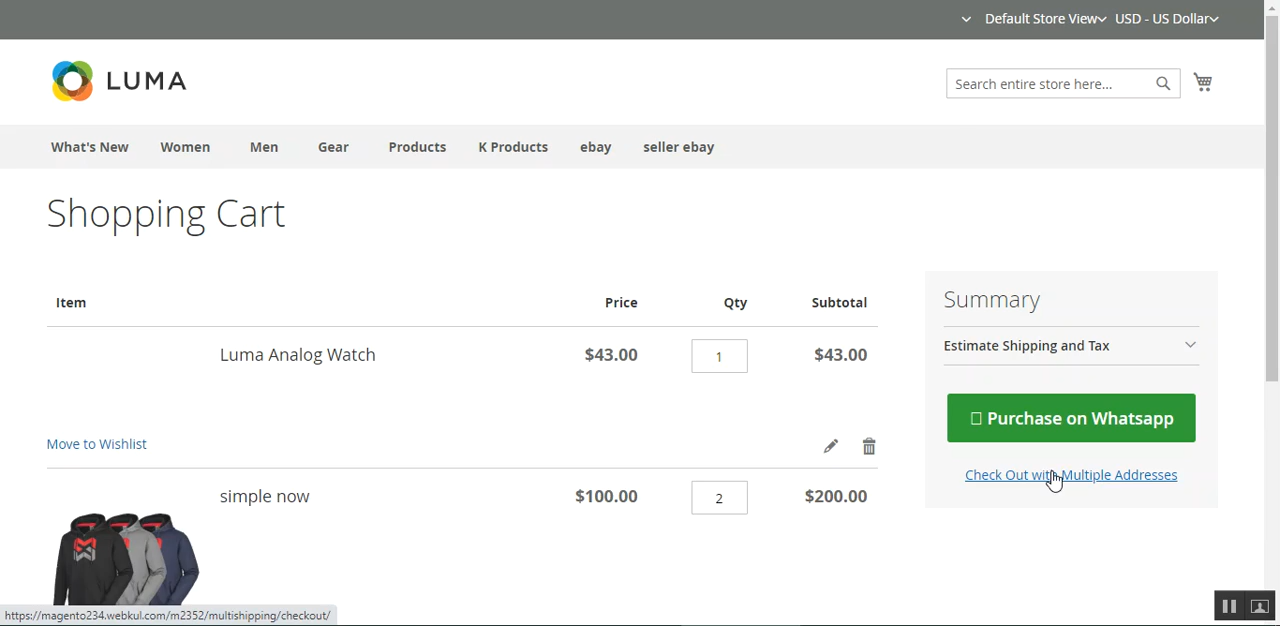 Default Store View USD - US Dollar
LUMA
Search entire store here...
What's New Women Men Gear Products K Products ebay seller ebay
Shopping Cart
Item Price Qty Subtotal
Luma Analog Watch $43.00 1 $43.00
Move to Wishlist
simple now $100.00 2 $200.00
Summary
Estimate Shipping and Tax
Purchase on Whatsapp
Check Out with Multiple Addresses
https://magento234.webkul.com/m2352/multishipping/checkout/